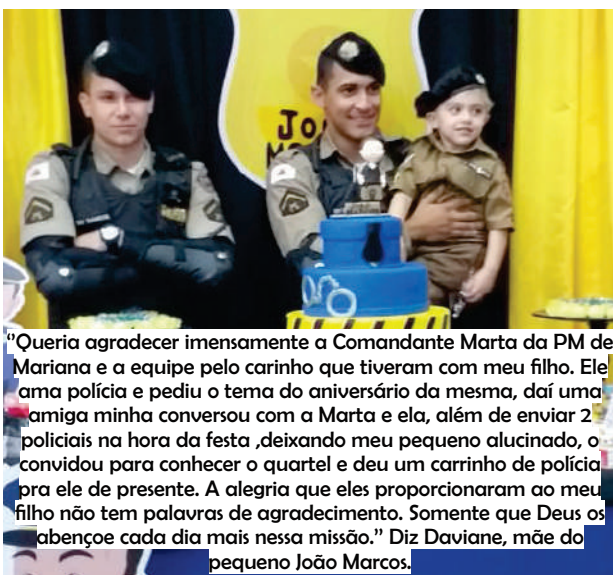 Jo
"Queria agradecer imensamente a Comandante Marta da PM de
Mariana e a equipe pelo carinho que tiveram com meu filho. Ele
ama polícia e pediu o tema do aniversário da mesma, daí uma
amiga minha conversou com a Marta e ela, além de enviar 2
policiais na hora da festa ,deixando meu pequeno alucinado, o
convidou para conhecer o quartel e deu um carrinho de polícia
pra ele de presente. A alegria que eles proporcionaram ao meu
filho não tem palavras de agradecimento. Somente que Deus os
abençoe cada dia mais nessa missão." Diz Daviane, mãe do
pequeno João Marcos.